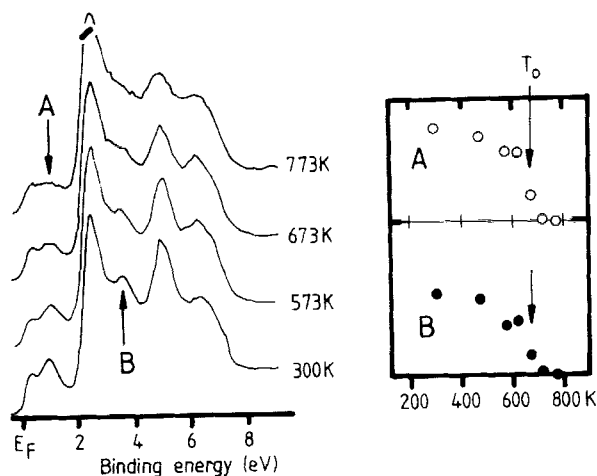 A
773K
673K
573K
300K
B
E_F 2 4 6 8
Binding energy (eV)
T_o
A
B
200 400 600 800 K